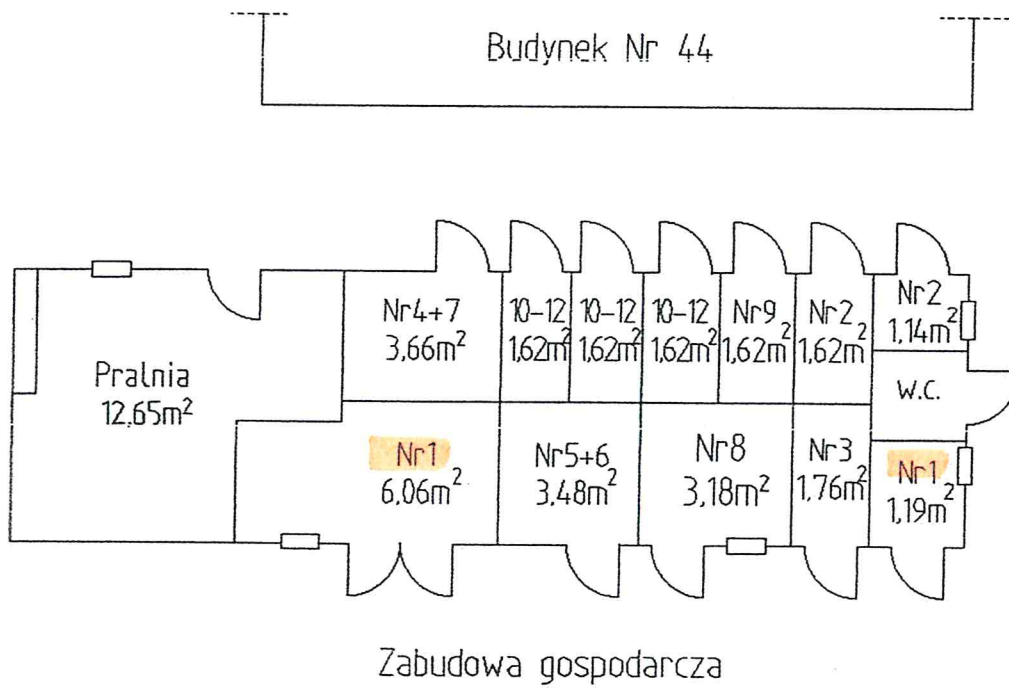 Budynek Nr 44
Nr4+7
3,66m²
10-12
1,62m²
10-12
1,62m²
10-12
1,62m²
Nr9
1,62m²
Nr2
1,62m²
Nr2
1,14m²
Pralnia
12,65m²
W.C.
Nr1
6,06m²
Nr5+6
3,48m²
Nr8
3,18m²
Nr3
1,76m²
Nr1
1,19m²
Zabudowa gospodarcza